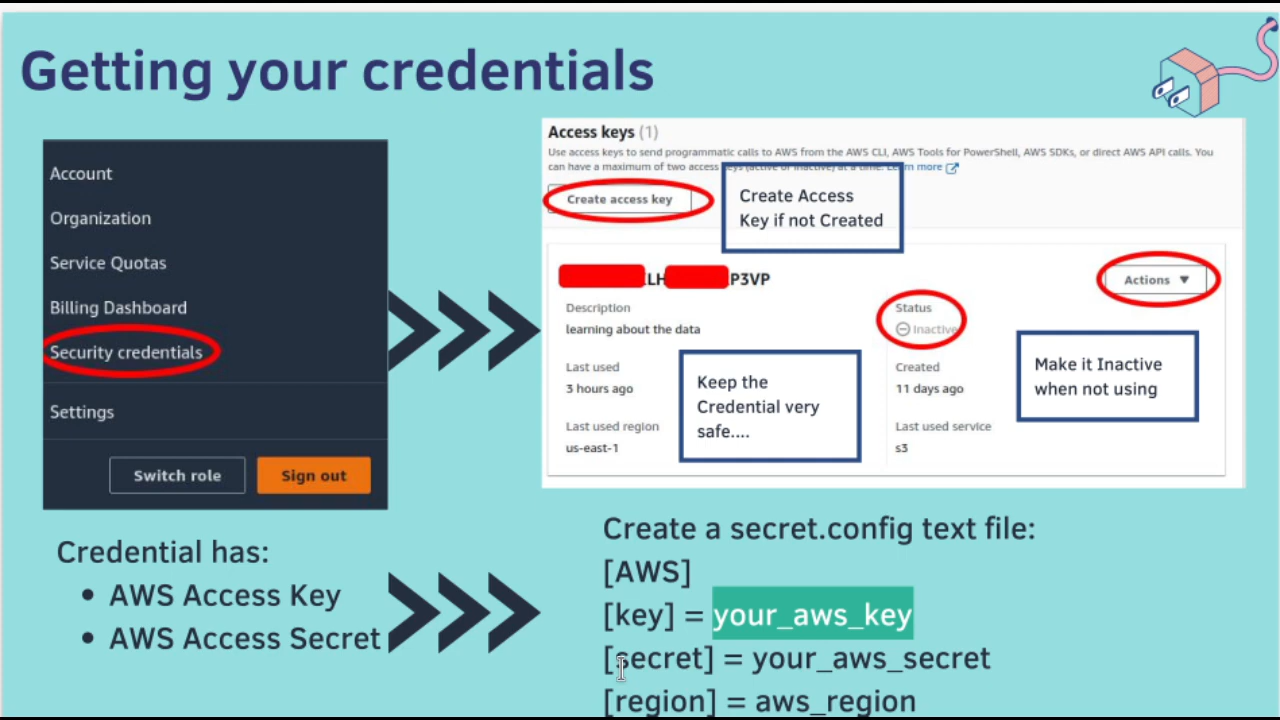 Getting your credentials
Account
Organization
Service Quotas
Billing Dashboard
Security credentials
Settings
Switch role
Sign out
Access keys (1)
Use access keys to send programmatic calls to AWS from the AWS CLI, AWS Tools for PowerShell, AWS SDKs, or direct AWS API calls. You
can have a maximum of two access keys (active or inactive) at a time. Learn more
Create access key
Create Access
Key if not Created
LH P3VP
Actions ▼
Description
learning about the data
Status
Inactive
Last used
3 hours ago
Keep the
Credential very
safe....
Created
11 days ago
Make it Inactive
when not using
Last used region
us-east-1
Last used service
s3
Credential has:
• AWS Access Key
• AWS Access Secret
Create a secret.config text file:
[AWS]
[key] = your_aws_key
[secret] = your_aws_secret
[region] = aws_region